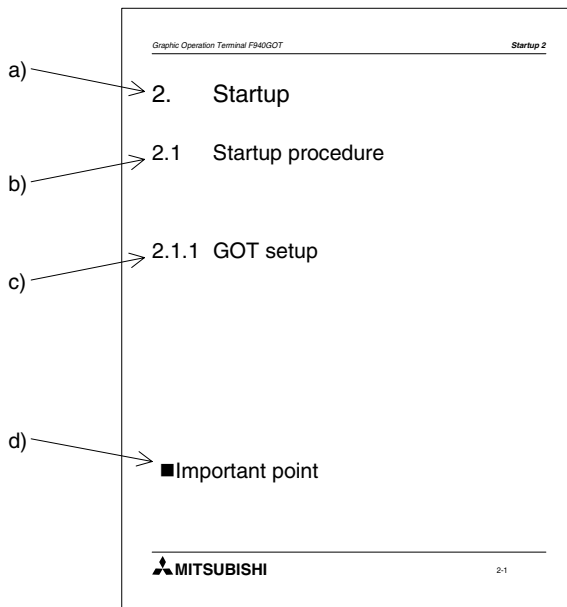 Graphic Operation Terminal F940GOT Startup 2
a)
2. Startup
2.1 Startup procedure
b)
2.1.1 GOT setup
c)
d)
■Important point
MITSUBISHI 2-1